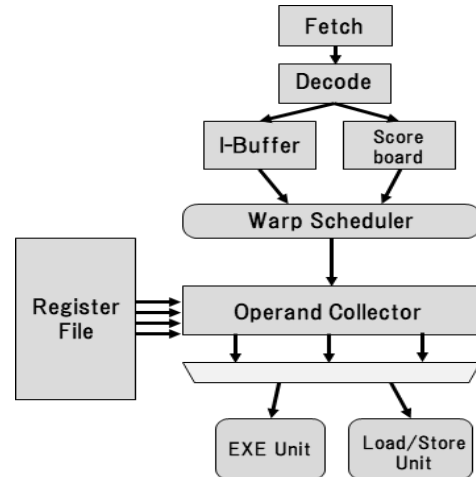 Fetch
Decode
I-Buffer
Score
board
Warp Scheduler
Register
File
Operand Collector
EXE Unit
Load/Store
Unit